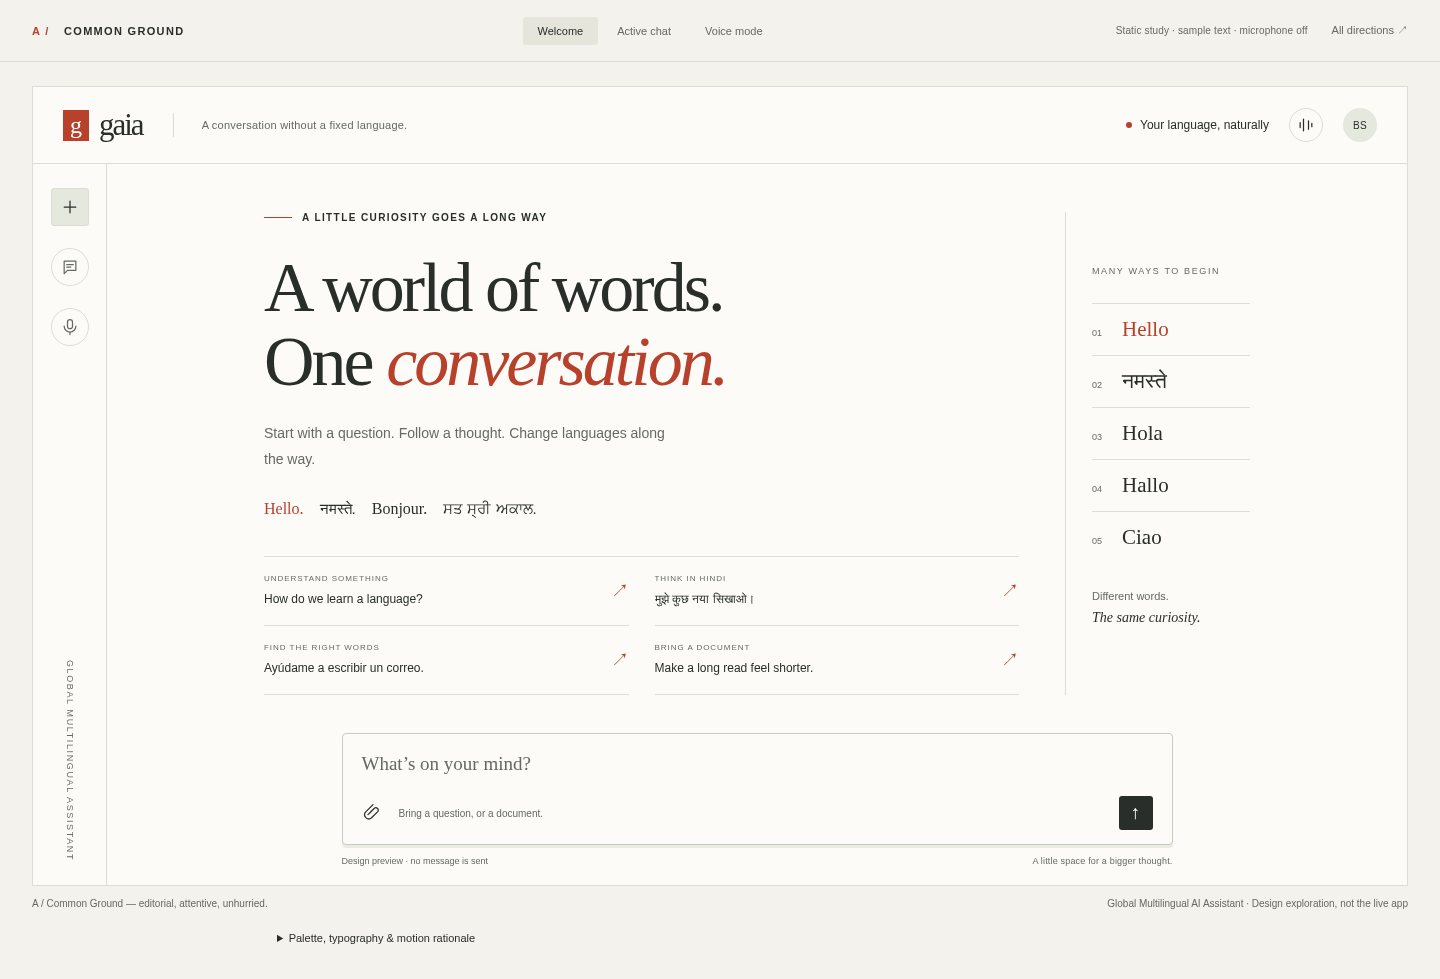 A / COMMON GROUND
Welcome
Active chat
Voice mode
Static study · sample text · microphone off
All directions ↗
g gaia
A conversation without a fixed language.
Your language, naturally
BS
A LITTLE CURIOSITY GOES A LONG WAY
A world of words.
One conversation.
Start with a question. Follow a thought. Change languages along
the way.
Hello. नमस्ते. Bonjour. ਸਤ ਸ੍ਰੀ ਅਕਾਲ.
UNDERSTAND SOMETHING
How do we learn a language?
↗
THINK IN HINDI
मुझे कुछ नया सिखाओ।
↗
FIND THE RIGHT WORDS
Ayúdame a escribir un correo.
↗
BRING A DOCUMENT
Make a long read feel shorter.
↗
MANY WAYS TO BEGIN
01 Hello
02 नमस्ते
03 Hola
04 Hallo
05 Ciao
Different words.
The same curiosity.
GLOBAL MULTILINGUAL ASSISTANT
What’s on your mind?
Bring a question, or a document.
↑
Design preview · no message is sent
A little space for a bigger thought.
A / Common Ground — editorial, attentive, unhurried.
Global Multilingual AI Assistant · Design exploration, not the live app
▶ Palette, typography & motion rationale